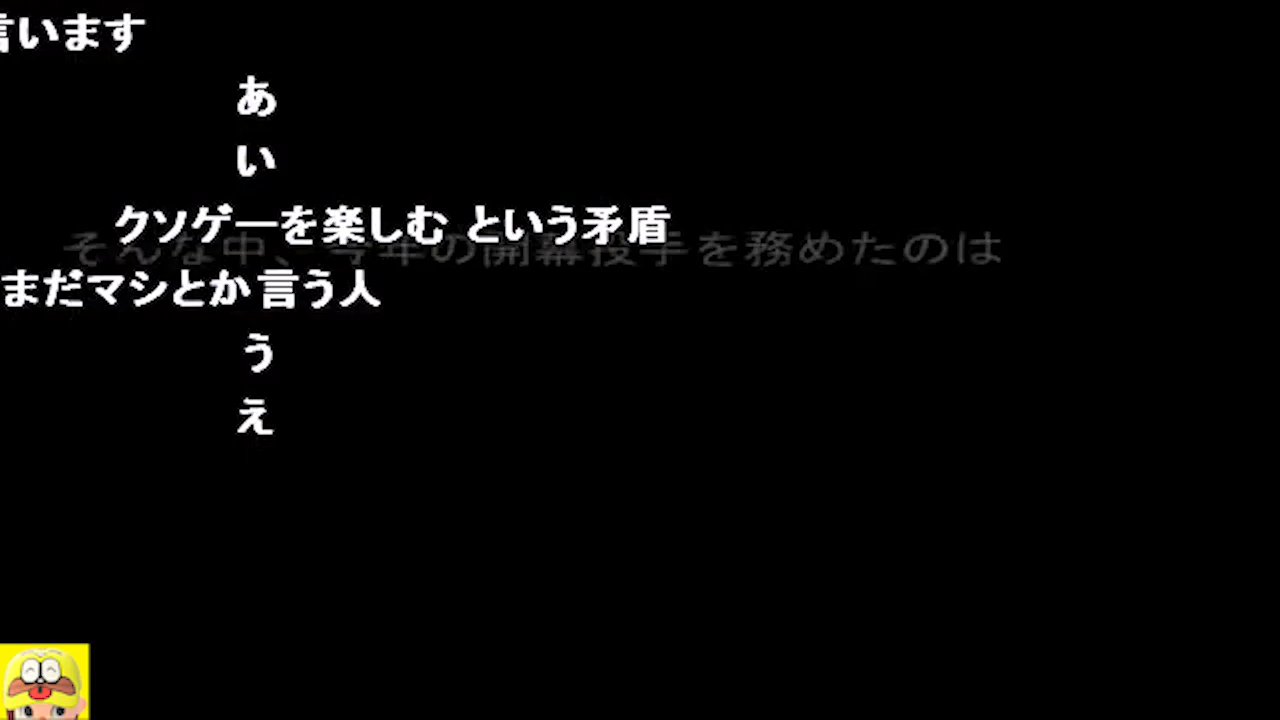 言います
あ
い
クソゲーを楽しむ という矛盾
そんな中、今年の開幕投手を務めたのは
まだマシとか言う人
う
え